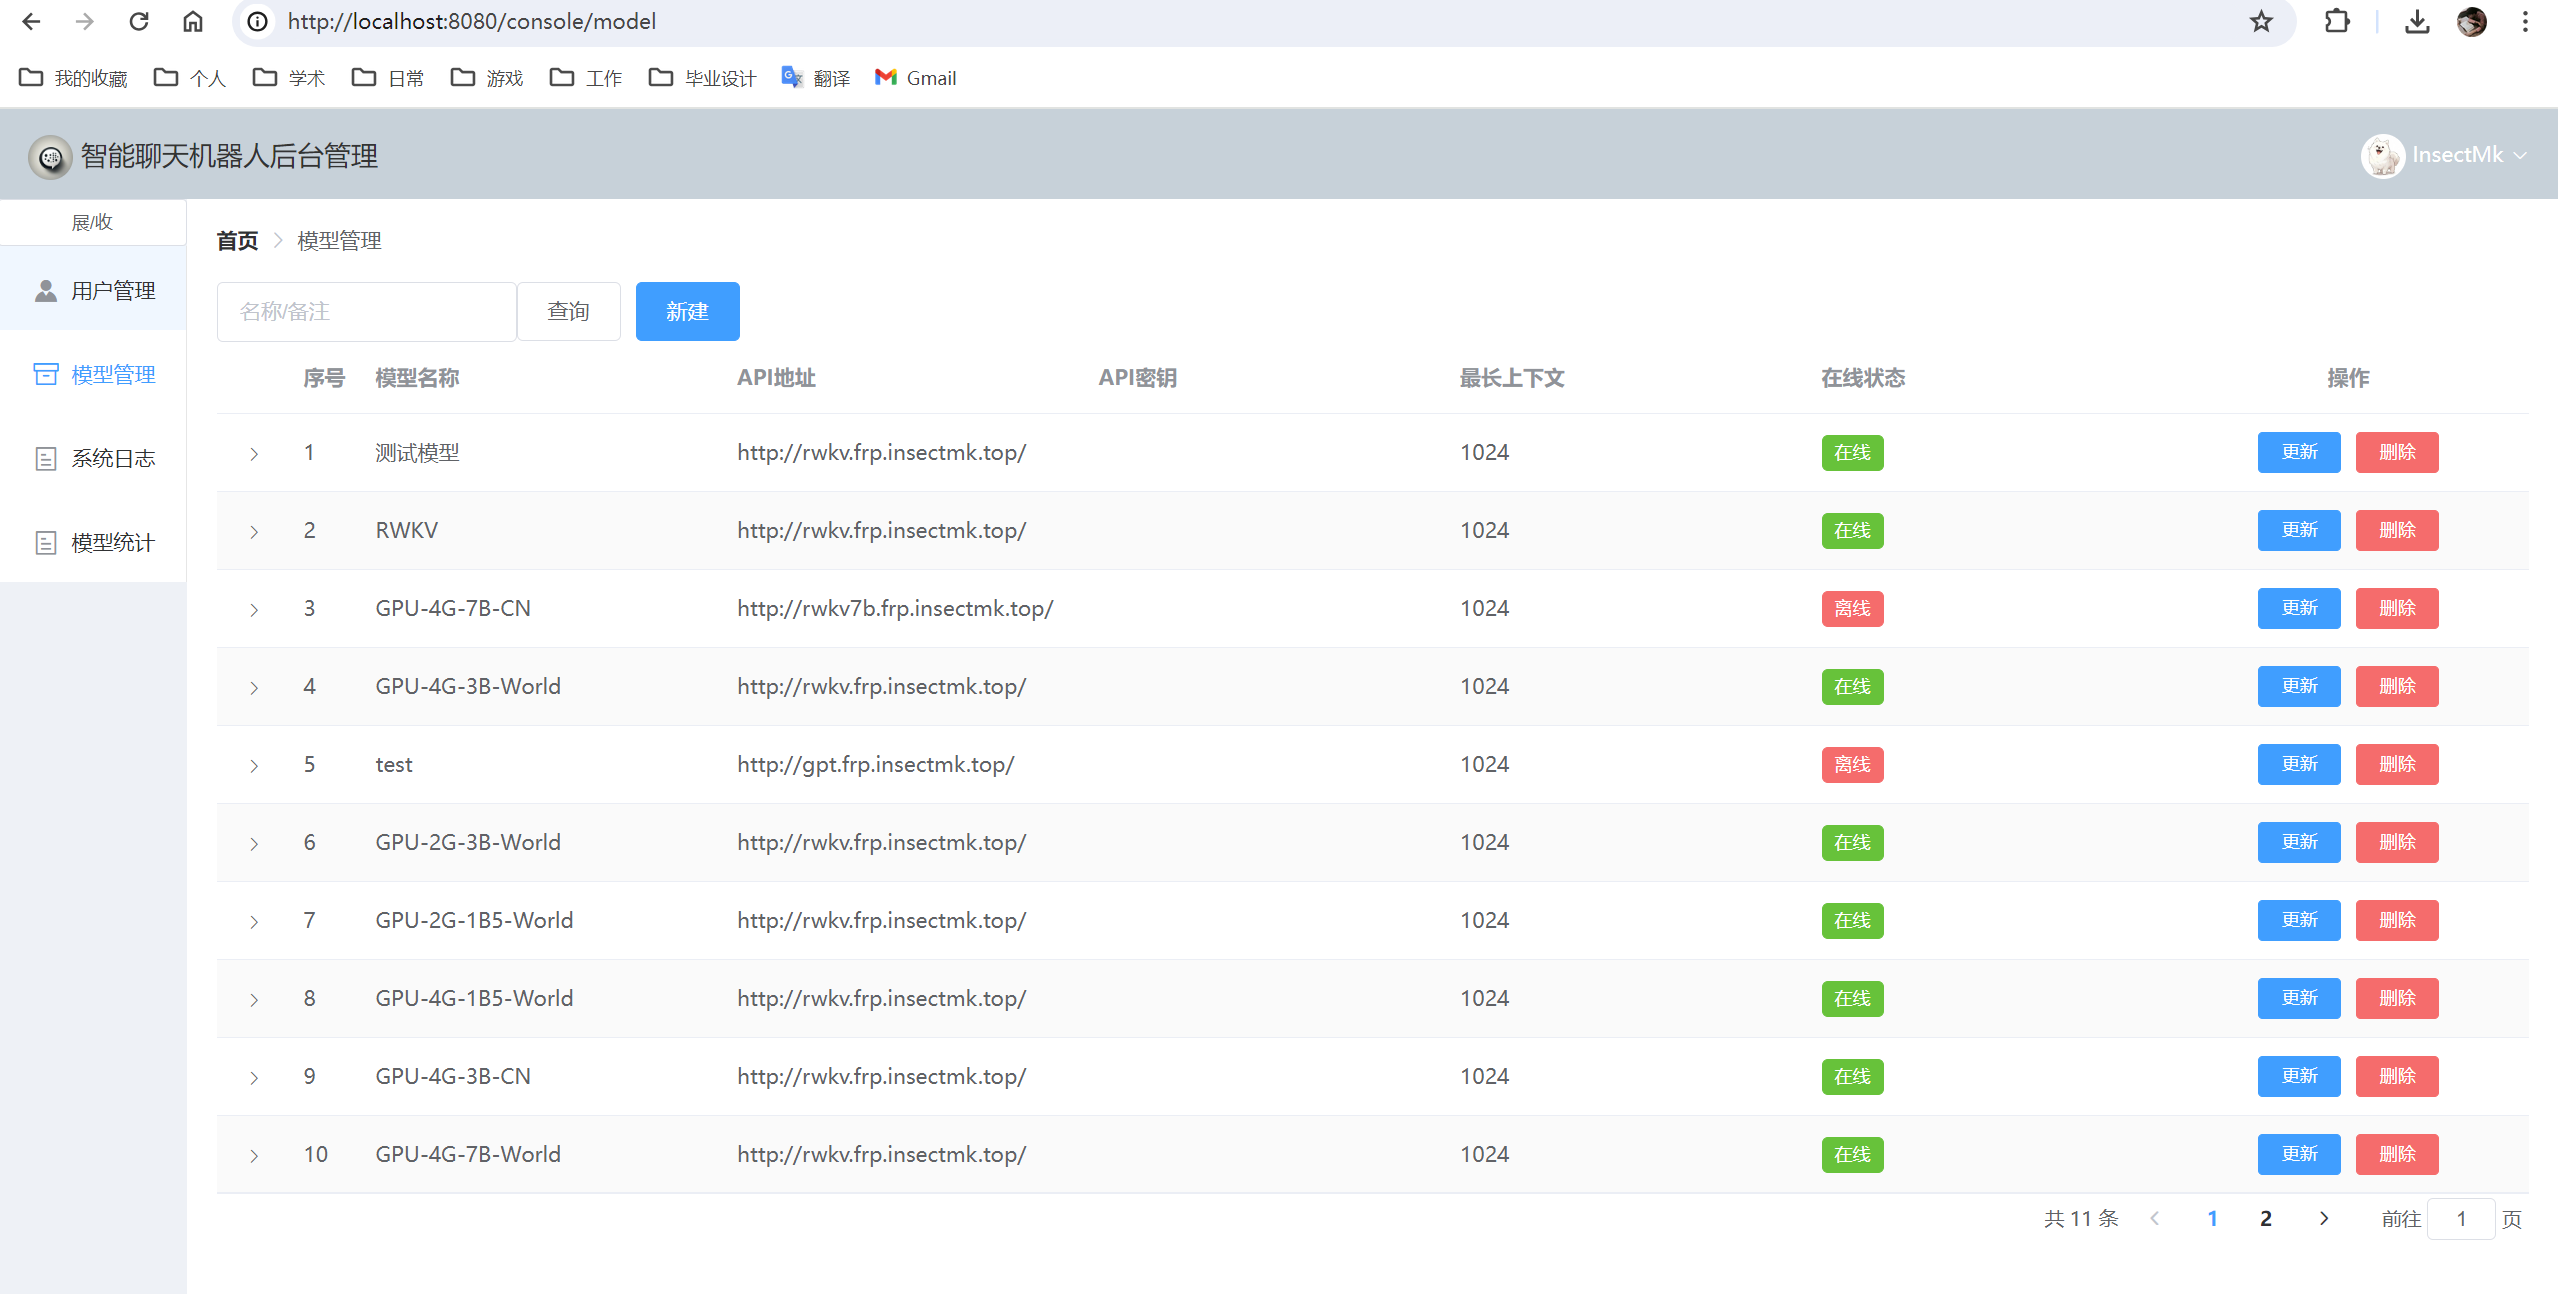 http://localhost:8080/console/model
我的收藏 个人 学术 日常 游戏 工作 毕业设计 翻译 Gmail
智能聊天机器人后台管理 InsectMk
展/收
用户管理
模型管理
系统日志
模型统计
首页 模型管理
名称/备注 查询 新建
序号 模型名称 API地址 API密钥 最长上下文 在线状态 操作
1 测试模型 http://rwkv.frp.insectmk.top/ 1024 在线 更新 删除
2 RWKV http://rwkv.frp.insectmk.top/ 1024 在线 更新 删除
3 GPU-4G-7B-CN http://rwkv7b.frp.insectmk.top/ 1024 离线 更新 删除
4 GPU-4G-3B-World http://rwkv.frp.insectmk.top/ 1024 在线 更新 删除
5 test http://gpt.frp.insectmk.top/ 1024 离线 更新 删除
6 GPU-2G-3B-World http://rwkv.frp.insectmk.top/ 1024 在线 更新 删除
7 GPU-2G-1B5-World http://rwkv.frp.insectmk.top/ 1024 在线 更新 删除
8 GPU-4G-1B5-World http://rwkv.frp.insectmk.top/ 1024 在线 更新 删除
9 GPU-4G-3B-CN http://rwkv.frp.insectmk.top/ 1024 在线 更新 删除
10 GPU-4G-7B-World http://rwkv.frp.insectmk.top/ 1024 在线 更新 删除
共 11 条 1 2 前往 1 页